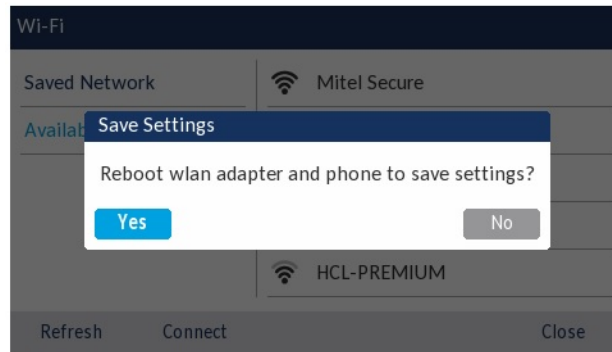 Wi-Fi
Saved Network
Mitel Secure
Availab
Save Settings
Reboot wlan adapter and phone to save settings?
Yes
No
HCL-PREMIUM
Refresh
Connect
Close